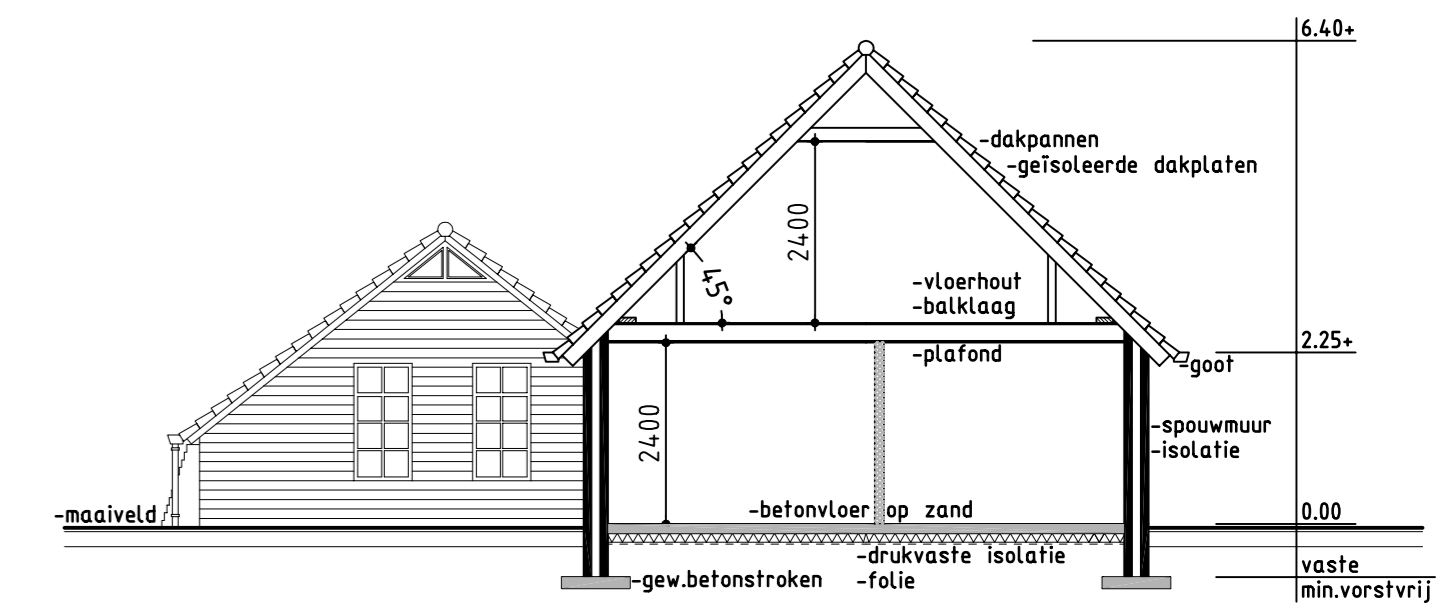 6.40+
-dakpannen
-geïsoleerde dakplaten
2400
45°
-vloerhout
-balklaag
2.25+
-plafond
-goot
2400
-spouwmuur
-isolatie
-maaiveld
-betonvloer op zand
0.00
-drukvaste isolatie
-gew.betonstroken
-folie
vaste
min.vorstvrij